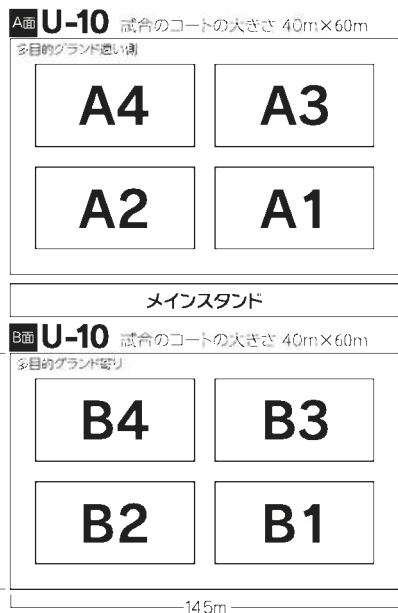 A面 U-10 試合のコートの大きさ 40m×60m
多目的グランド遠い側
A4 A3
A2 A1
メインスタンド
B面 U-10 試合のコートの大きさ 40m×60m
多目的グランド寄り
B4 B3
B2 B1
145m